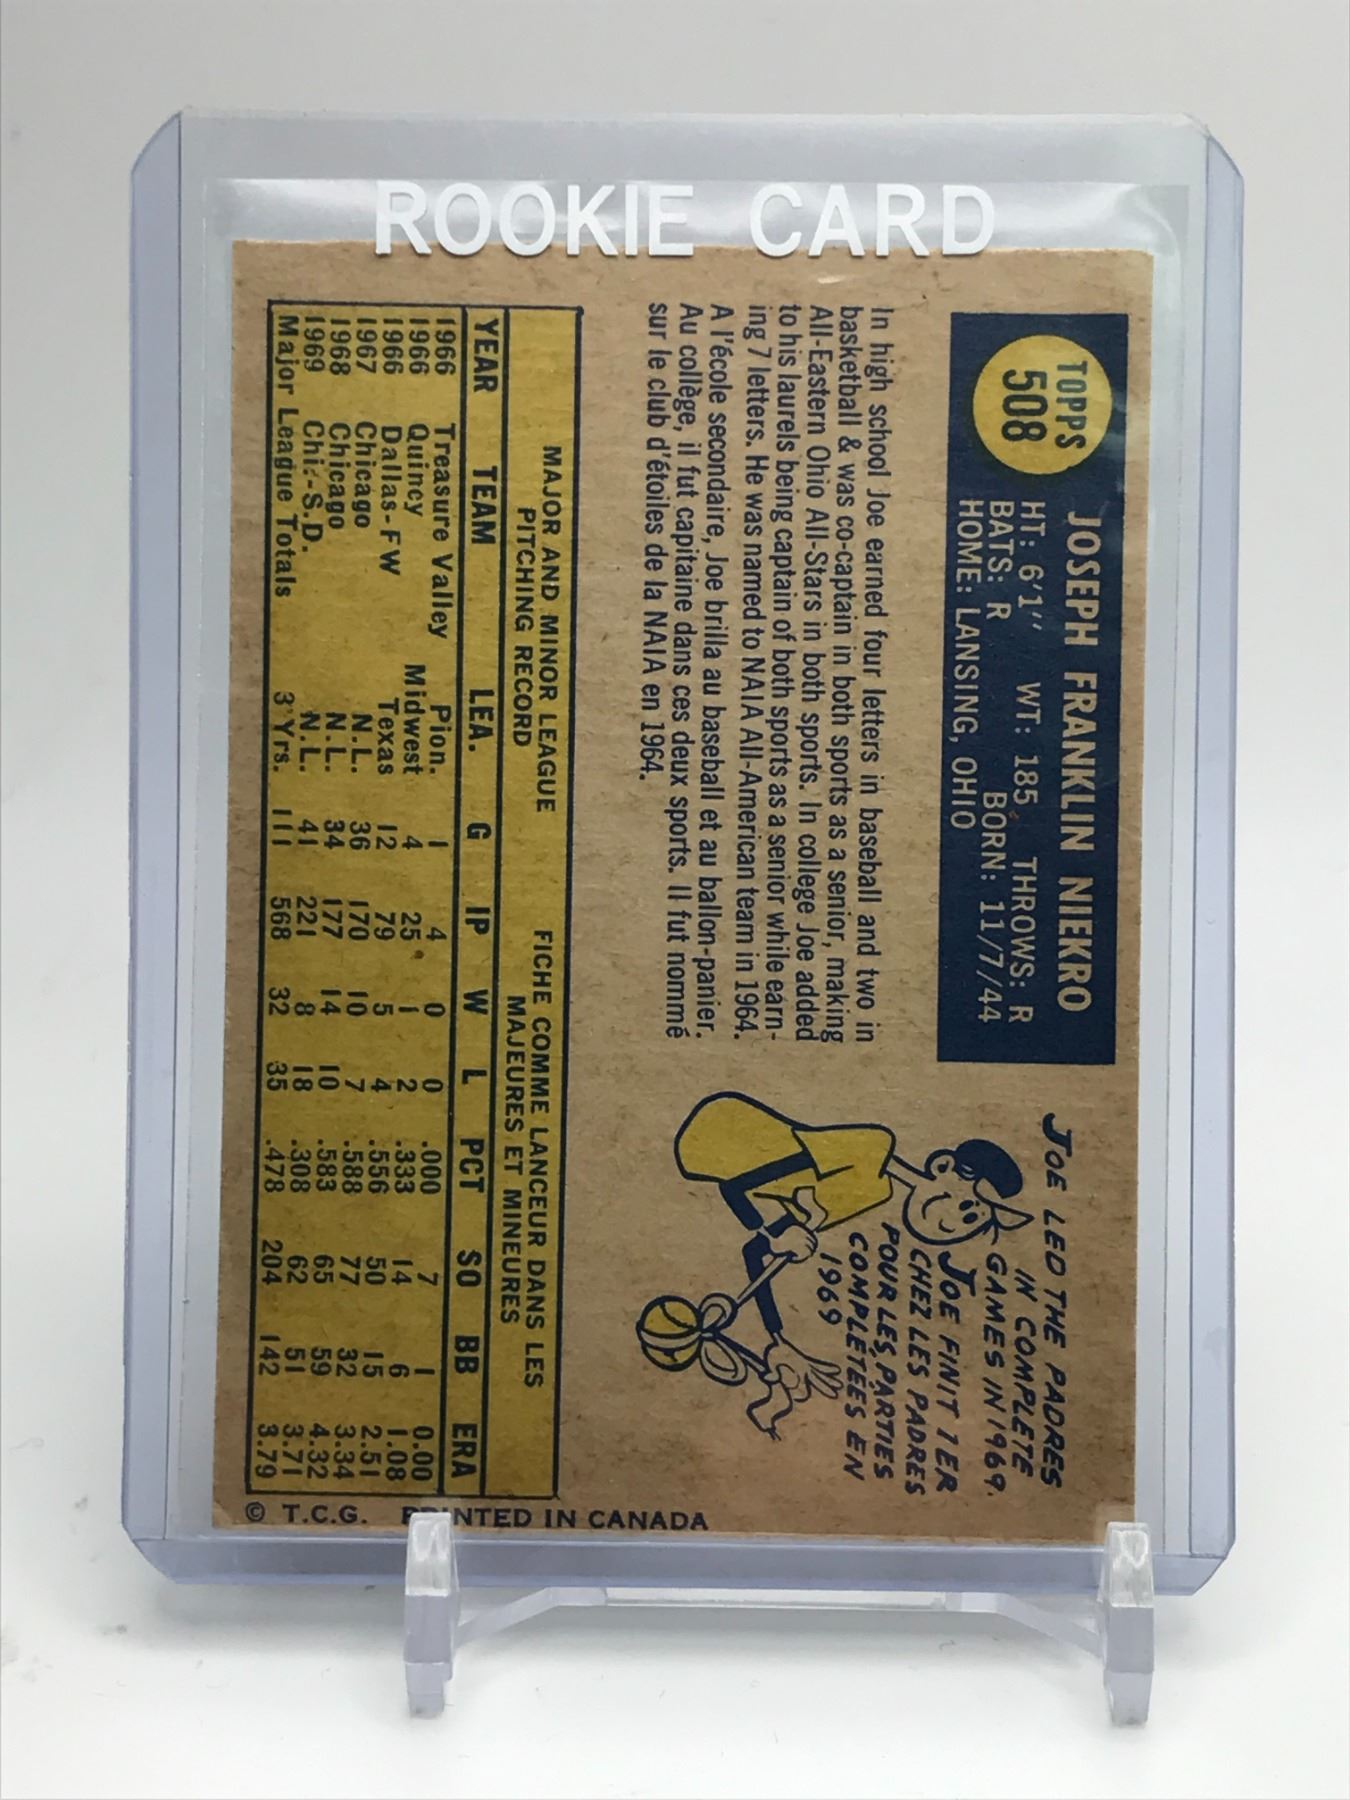 ROOKIE CARD
TOPPS
508
JOSEPH FRANKLIN NIEKRO
HT: 6'1" WT: 185 THROWS: R
BATS: R BORN: 11/7/44
HOME: LANSING, OHIO
JOE LED THE PADRES
IN COMPLETE
GAMES IN 1969.
JOE FINIT 1ER
CHEZ LES PADRES
POUR LES PARTIES
COMPLETÉES EN
1969
In high school Joe earned four letters in baseball and two in
basketball & was co-captain in both sports as a senior, making
All-Eastern Ohio All-Stars in both sports. In college Joe added
to his laurels being captain of both sports as a senior while earn-
ing 7 letters. He was named to NAIA All-American team in 1964.
A l'école secondaire, Joe brilla au baseball et au ballon-panier.
Au collège, il fut capitaine dans ces deux sports. Il fut nommé
sur le club d'étoiles de la NAIA en 1964.
MAJOR AND MINOR LEAGUE FICHE COMME LANCEUR DANS LES
PITCHING RECORD MAJEURES ET MINEURES
YEAR TEAM LEA. G IP W L PCT SO BB ERA
1966 Treasure Valley Pion. 1 4 0 0 .000 7 1 0.00
1966 Quincy Midwest 4 25 1 2 .333 14 6 1.08
1966 Dallas-FW Texas 12 79 5 4 .556 50 15 2.51
1967 Chicago N.L. 36 170 10 7 .588 77 32 3.34
1968 Chicago N.L. 34 177 14 10 .583 65 59 4.32
1969 Chi.-S.D. N.L. 41 221 8 18 .308 62 51 3.71
Major League Totals 3 Yrs. 111 568 32 35 .478 204 142 3.79
© T.C.G. PRINTED IN CANADA